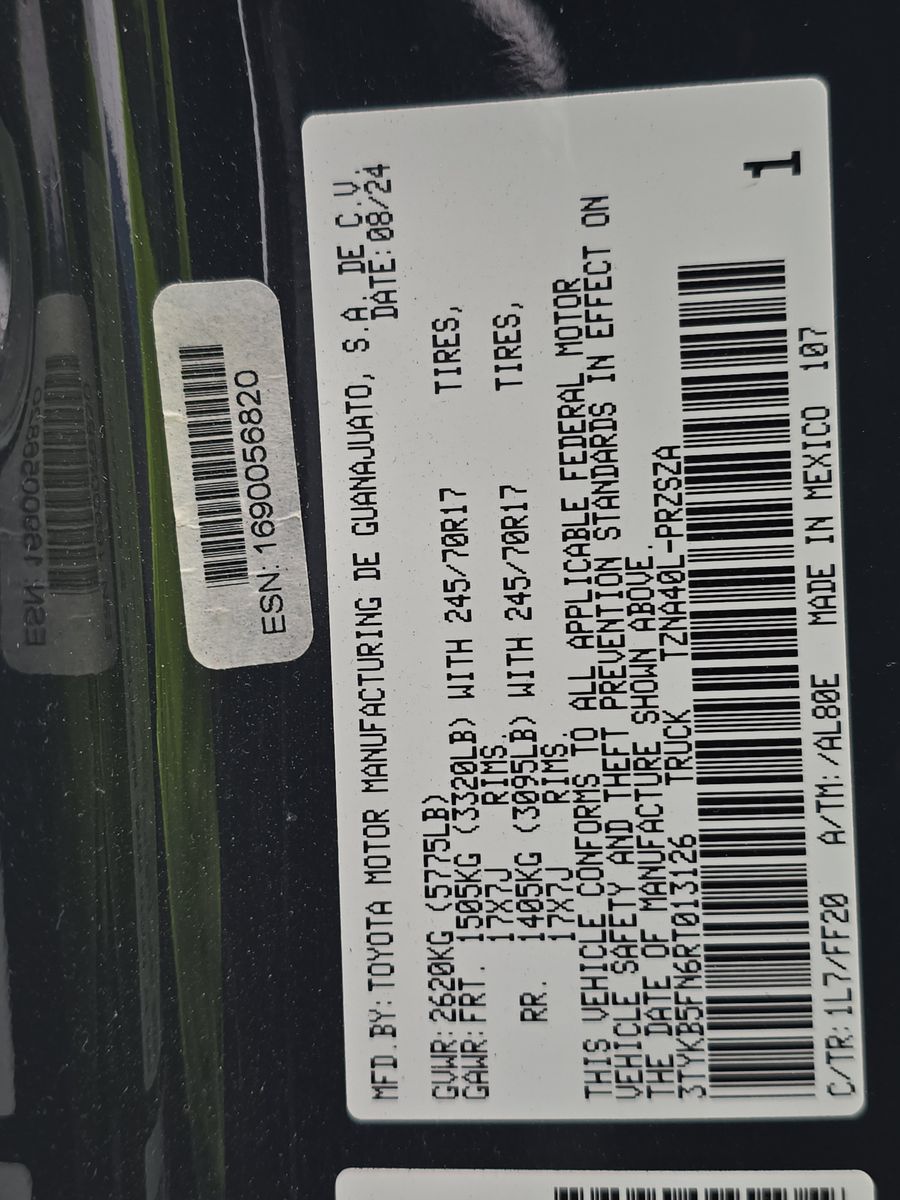 ESN: 1690056820
MFD.BY: TOYOTA MOTOR MANUFACTURING DE GUANAJUATO, S.A. DE C.V.
DATE: 08/24
GVWR: 2620KG (5775LB)
GAWR: FRT. 1505KG (3320LB) WITH 245/70R17 TIRES,
17X7J RIMS,
RR. 1405KG (3095LB) WITH 245/70R17 TIRES,
17X7J RIMS.
THIS VEHICLE CONFORMS TO ALL APPLICABLE FEDERAL MOTOR
VEHICLE SAFETY AND THEFT PREVENTION STANDARDS IN EFFECT ON
THE DATE OF MANUFACTURE SHOWN ABOVE.
3TYKB5FN6RT013126 TRUCK TZNA40L-PRZSZA
1
C/TR: 1L7/FF20 A/TM: /AL80E MADE IN MEXICO 107